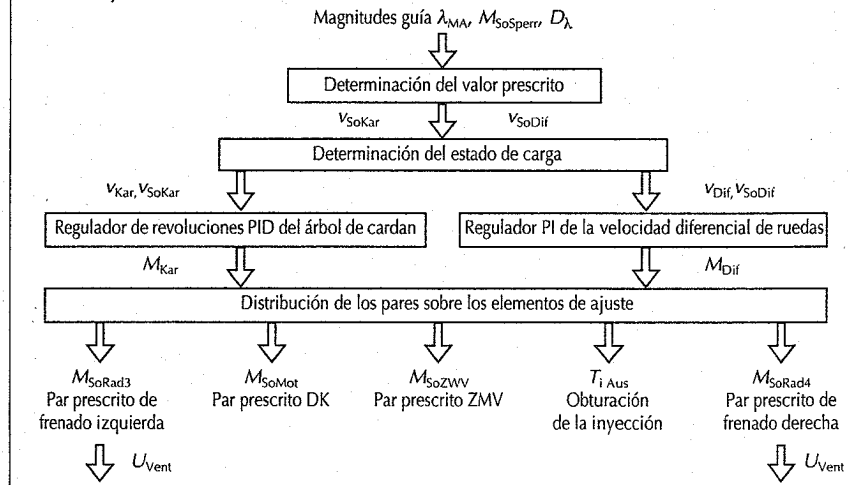 Magnitudes guía λMA, MSoSperr, Dλ
Determinación del valor prescrito
vSoKar vSoDif
Determinación del estado de carga
vKar, vSoKar vDif, vSoDif
Regulador de revoluciones PID del árbol de cardan
Regulador PI de la velocidad diferencial de ruedas
MKar MDif
Distribución de los pares sobre los elementos de ajuste
MSoRad3
Par prescrito de
frenado izquierda
MSoMot
Par prescrito DK
MSoZWV
Par prescrito ZMV
Ti Aus
Obturación
de la inyección
MSoRad4
Par prescrito de
frenado derecha
UVent UVent